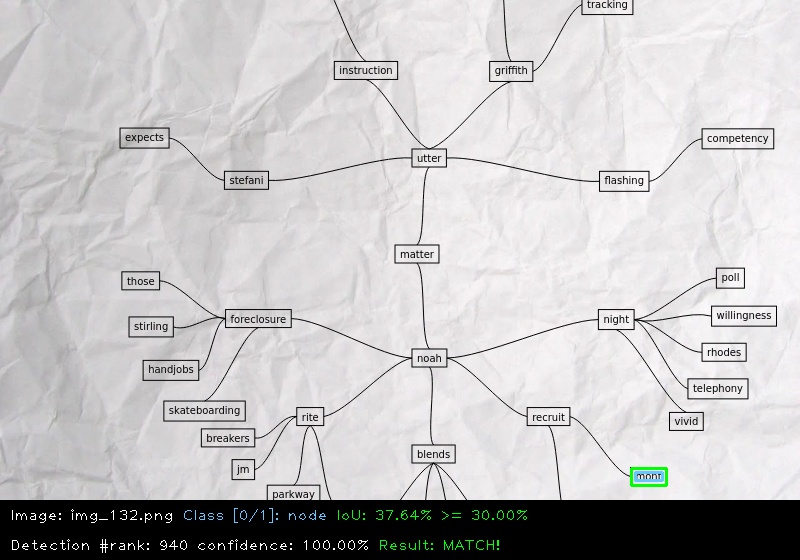 tracking
instruction
griffith
expects
competency
utter
stefani
flashing
matter
those
poll
stirling
foreclosure
night
willingness
handjobs
noah
rhodes
skateboarding
telephony
rite
recruit
vivid
breakers
blends
jm
mont
parkway
Image: img_132.png Class [0/1]: node IoU: 37.64% >= 30.00%
Detection #rank: 940 confidence: 100.00% Result: MATCH!